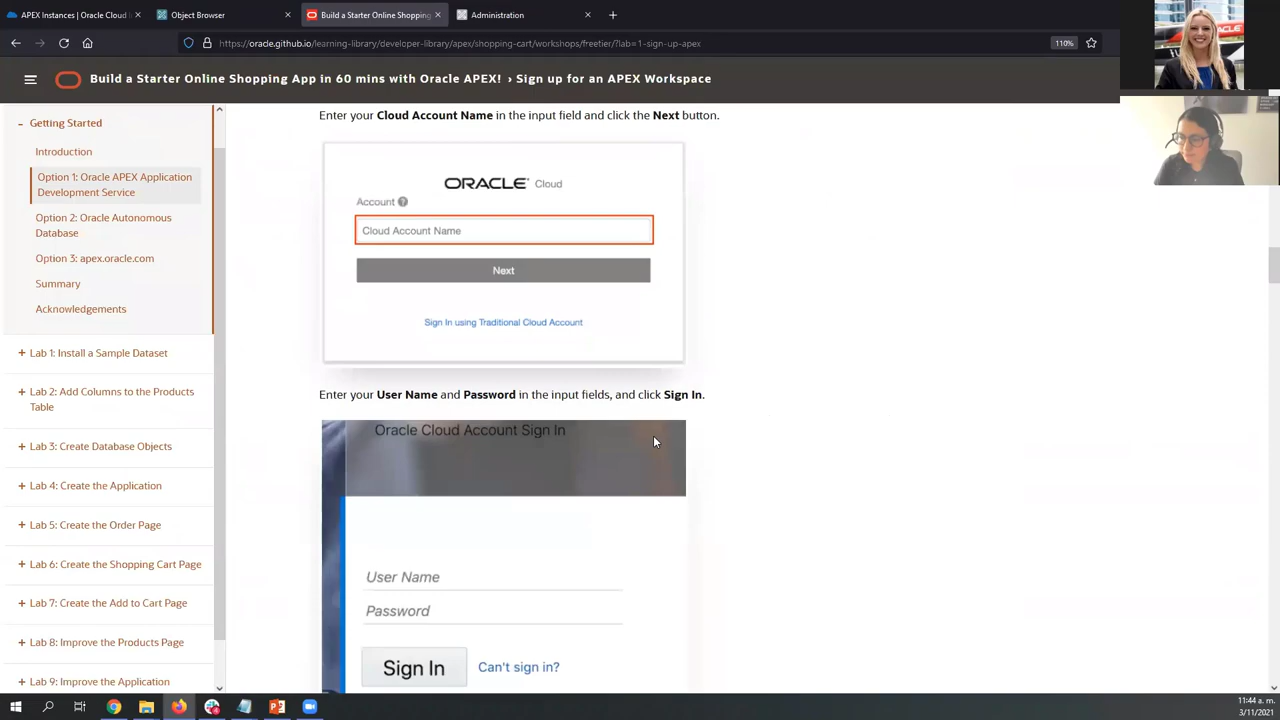 APEX Instances | Oracle Cloud I
Object Browser
Build a Starter Online Shopping
Administration
https://oracle.github.io/learning-library/developer-library/apex/shopping-cart/workshops/freetier/?lab=1-sign-up-apex
110%
Build a Starter Online Shopping App in 60 mins with Oracle APEX! › Sign up for an APEX Workspace
- Getting Started
Introduction
Option 1: Oracle APEX Application
Development Service
Option 2: Oracle Autonomous
Database
Option 3: apex.oracle.com
Summary
Acknowledgements
+ Lab 1: Install a Sample Dataset
+ Lab 2: Add Columns to the Products
Table
+ Lab 3: Create Database Objects
+ Lab 4: Create the Application
+ Lab 5: Create the Order Page
+ Lab 6: Create the Shopping Cart Page
+ Lab 7: Create the Add to Cart Page
+ Lab 8: Improve the Products Page
+ Lab 9: Improve the Application
Enter your Cloud Account Name in the input field and click the Next button.
ORACLE Cloud
Account
Cloud Account Name
Next
Sign In using Traditional Cloud Account
Enter your User Name and Password in the input fields, and click Sign In.
Oracle Cloud Account Sign In
User Name
Password
Sign In Can't sign in?
11:44 a. m.
3/11/2021